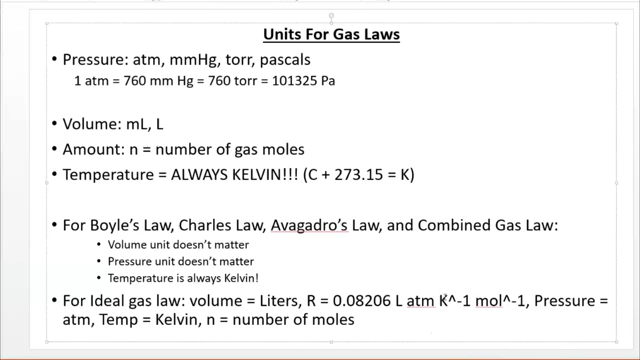 Units For Gas Laws
• Pressure: atm, mmHg, torr, pascals
1 atm = 760 mm Hg = 760 torr = 101325 Pa
• Volume: mL, L
• Amount: n = number of gas moles
• Temperature = ALWAYS KELVIN!!! (C + 273.15 = K)
• For Boyle's Law, Charles Law, Avagadro's Law, and Combined Gas Law:
• Volume unit doesn't matter
• Pressure unit doesn't matter
• Temperature is always Kelvin!
• For Ideal gas law: volume = Liters, R = 0.08206 L atm K^-1 mol^-1, Pressure =
atm, Temp = Kelvin, n = number of moles